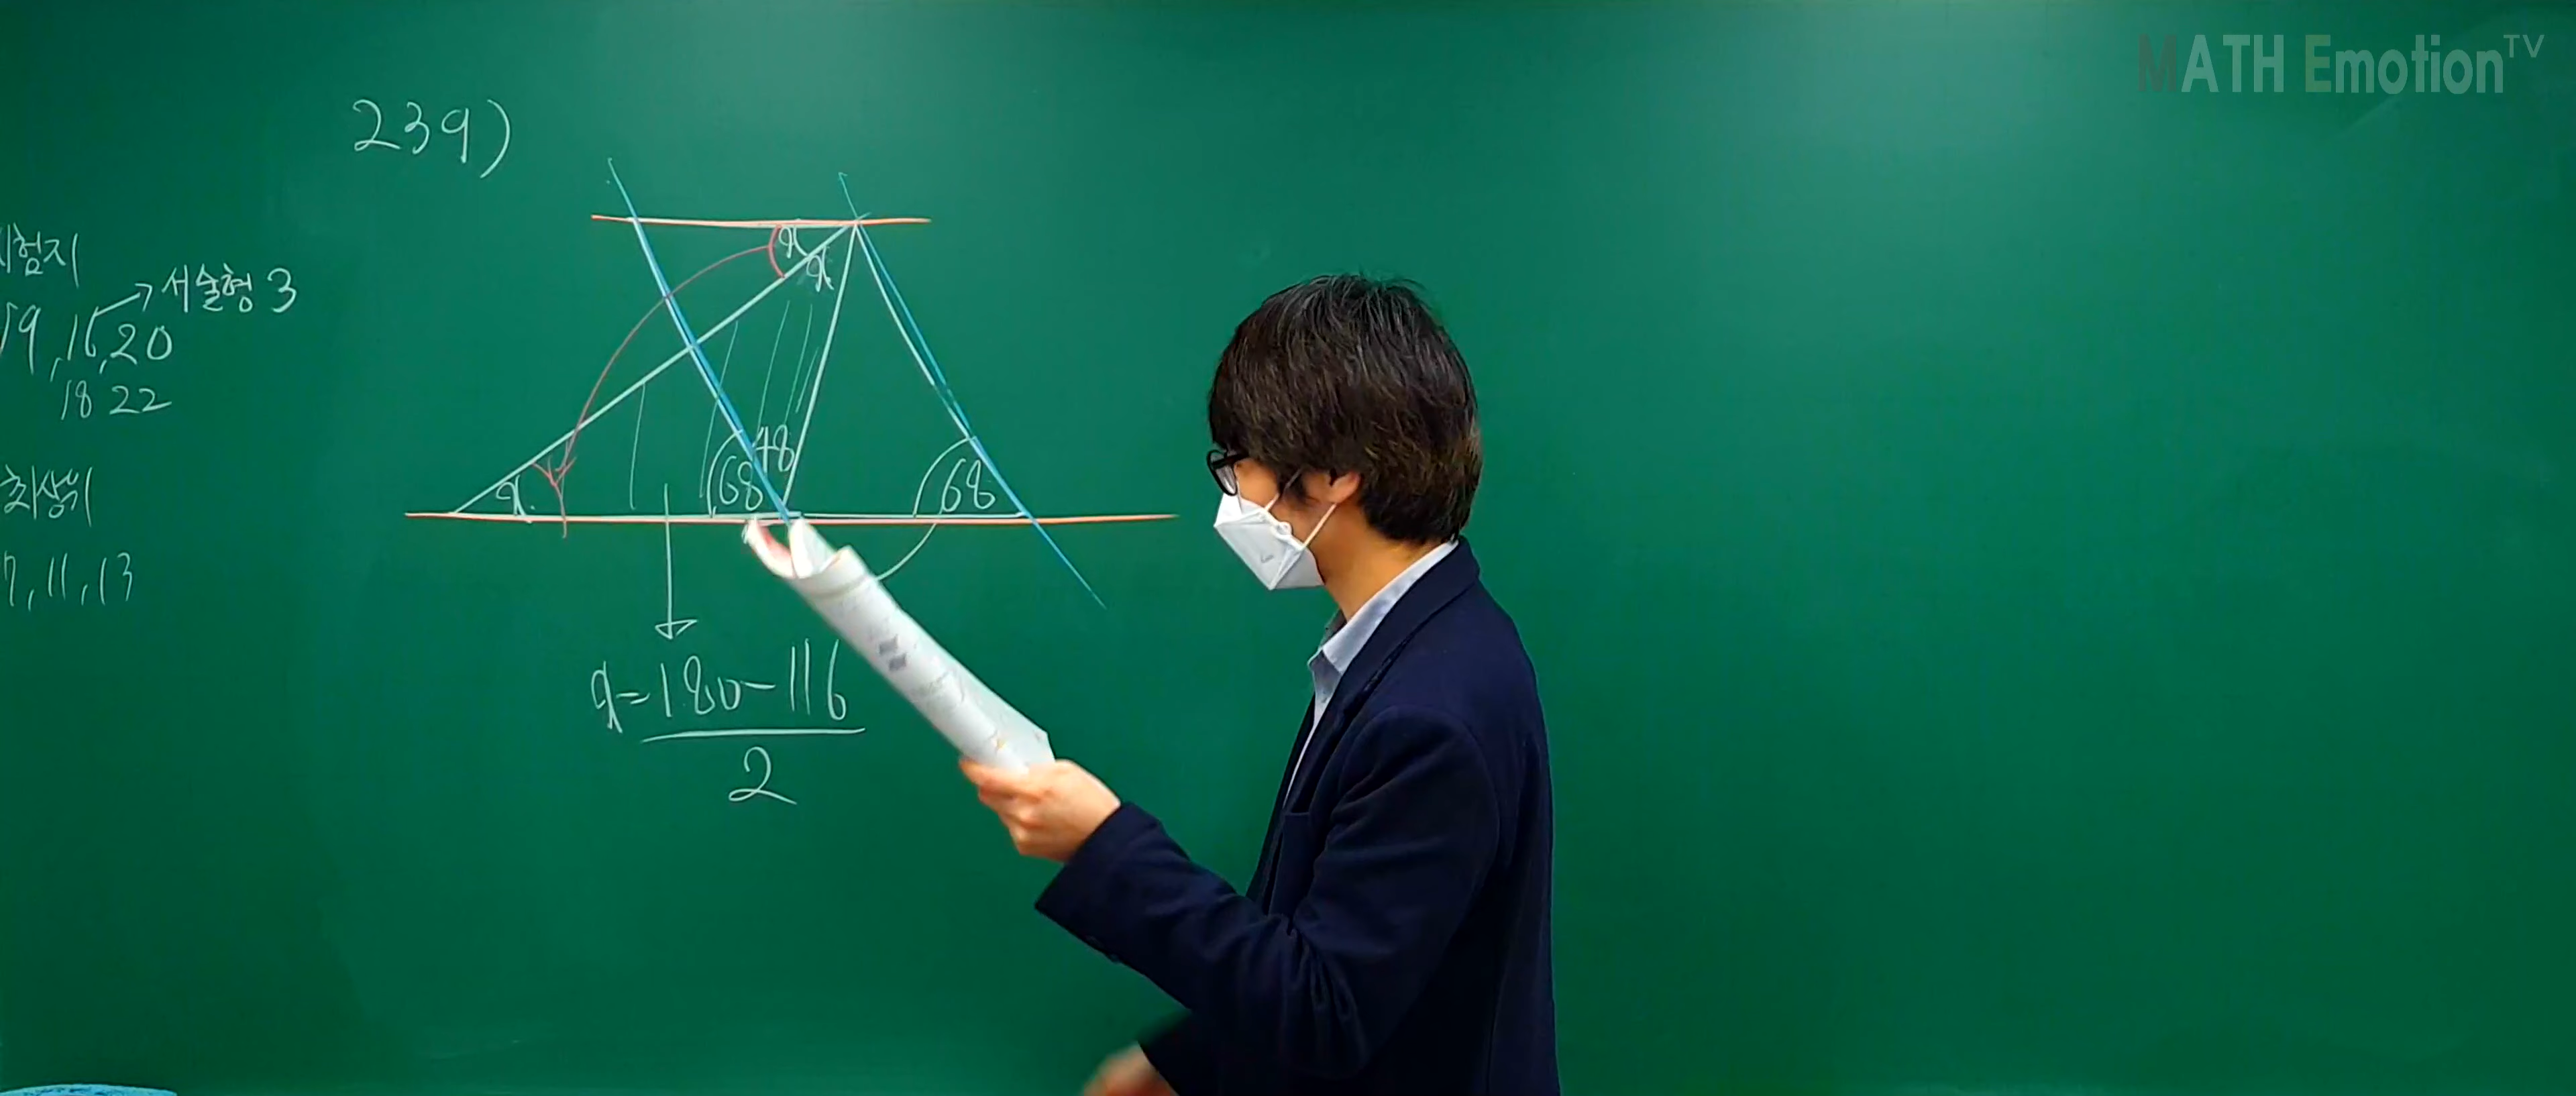 MATH Emotion TV
239)
시험지
19, 16, 20 → 서술형 3
18 22
최상위
7, 11, 13
x
x
48
x
68
68
x = 180 - 116
2